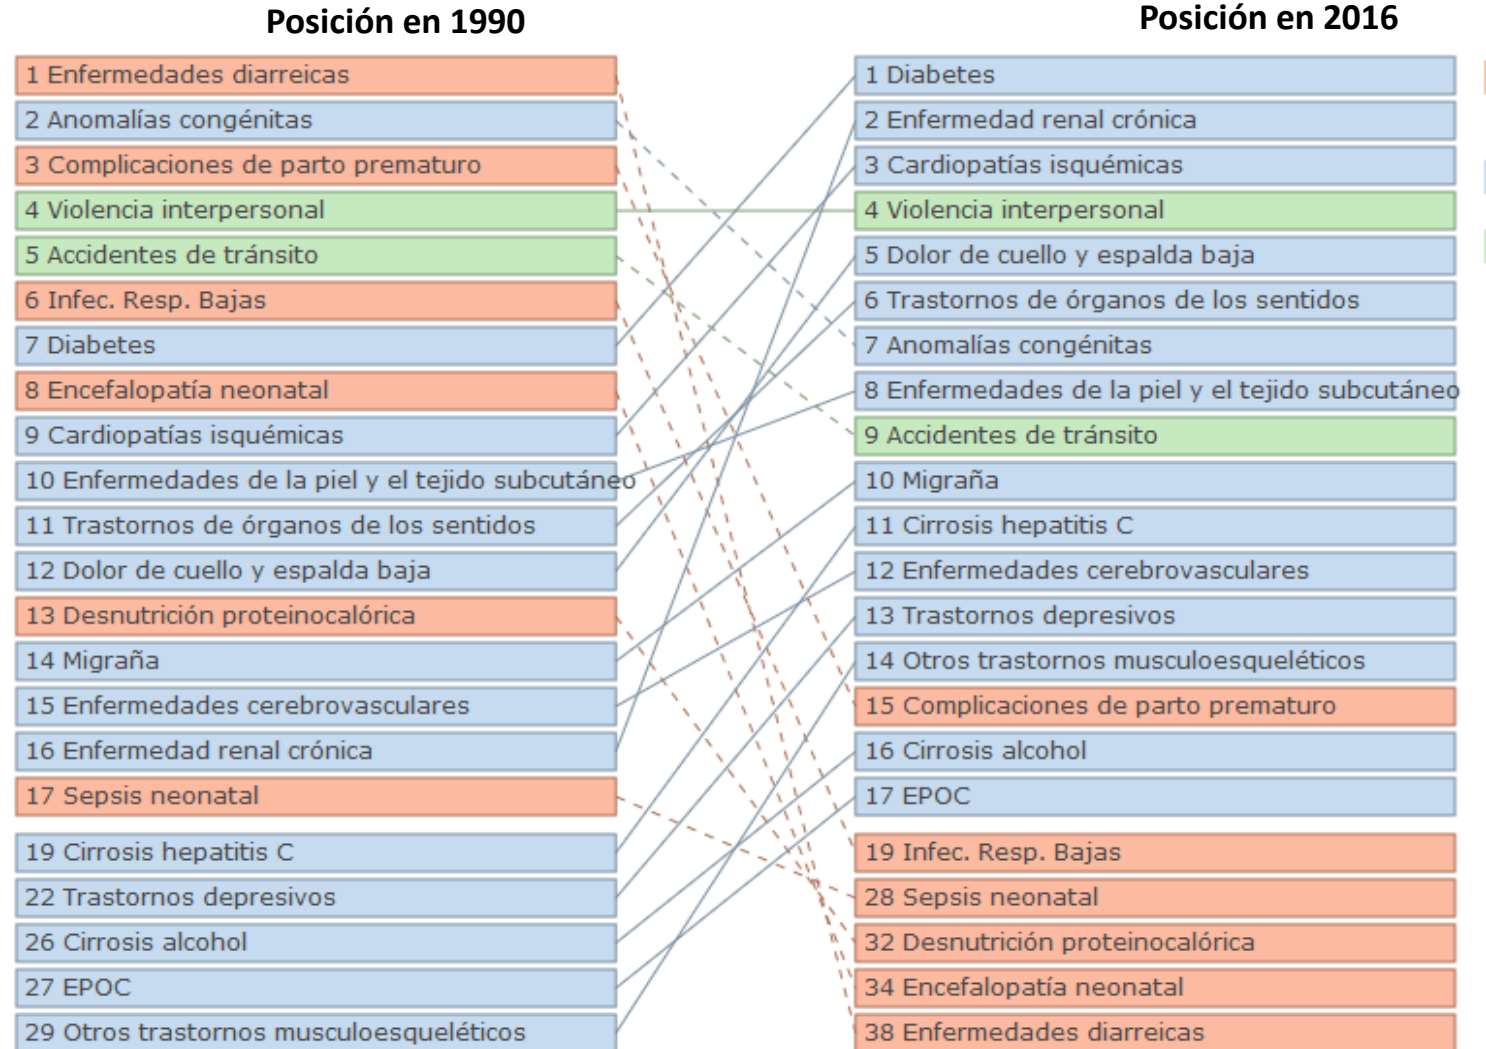 Posición en 1990
1 Enfermedades diarreicas
2 Anomalías congénitas
3 Complicaciones de parto prematuro
4 Violencia interpersonal
5 Accidentes de tránsito
6 Infec. Resp. Bajas
7 Diabetes
8 Encefalopatía neonatal
9 Cardiopatías isquémicas
10 Enfermedades de la piel y el tejido subcutáneo
11 Trastornos de órganos de los sentidos
12 Dolor de cuello y espalda baja
13 Desnutrición proteinocalórica
14 Migraña
15 Enfermedades cerebrovasculares
16 Enfermedad renal crónica
17 Sepsis neonatal
19 Cirrosis hepatitis C
22 Trastornos depresivos
26 Cirrosis alcohol
27 EPOC
29 Otros trastornos musculoesqueléticos
Posición en 2016
1 Diabetes
2 Enfermedad renal crónica
3 Cardiopatías isquémicas
4 Violencia interpersonal
5 Dolor de cuello y espalda baja
6 Trastornos de órganos de los sentidos
7 Anomalías congénitas
8 Enfermedades de la piel y el tejido subcutáneo
9 Accidentes de tránsito
10 Migraña
11 Cirrosis hepatitis C
12 Enfermedades cerebrovasculares
13 Trastornos depresivos
14 Otros trastornos musculoesqueléticos
15 Complicaciones de parto prematuro
16 Cirrosis alcohol
17 EPOC
19 Infec. Resp. Bajas
28 Sepsis neonatal
32 Desnutrición proteinocalórica
34 Encefalopatía neonatal
38 Enfermedades diarreicas